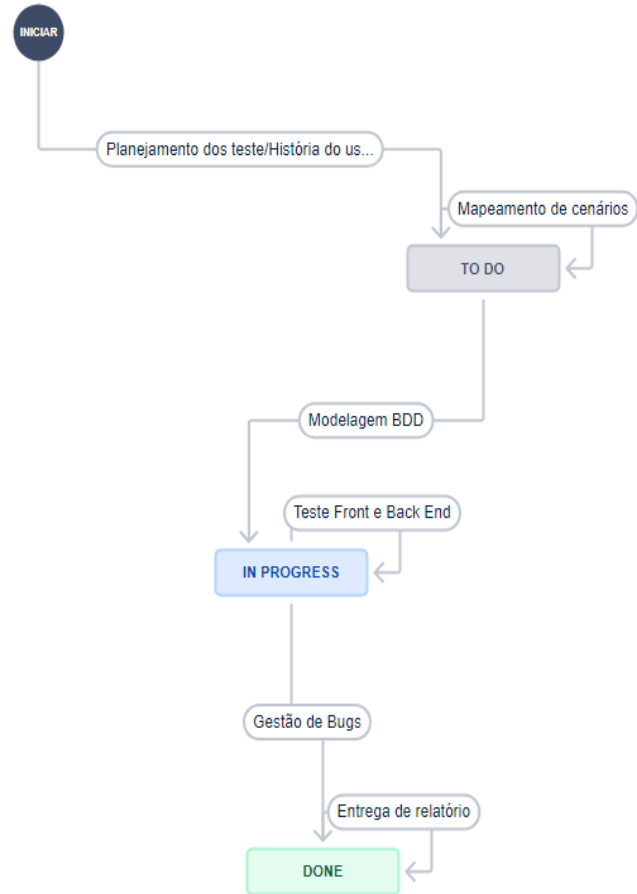 INICIAR
Planejamento dos teste/História do us...
Mapeamento de cenários
TO DO
Modelagem BDD
Teste Front e Back End
IN PROGRESS
Gestão de Bugs
Entrega de relatório
DONE